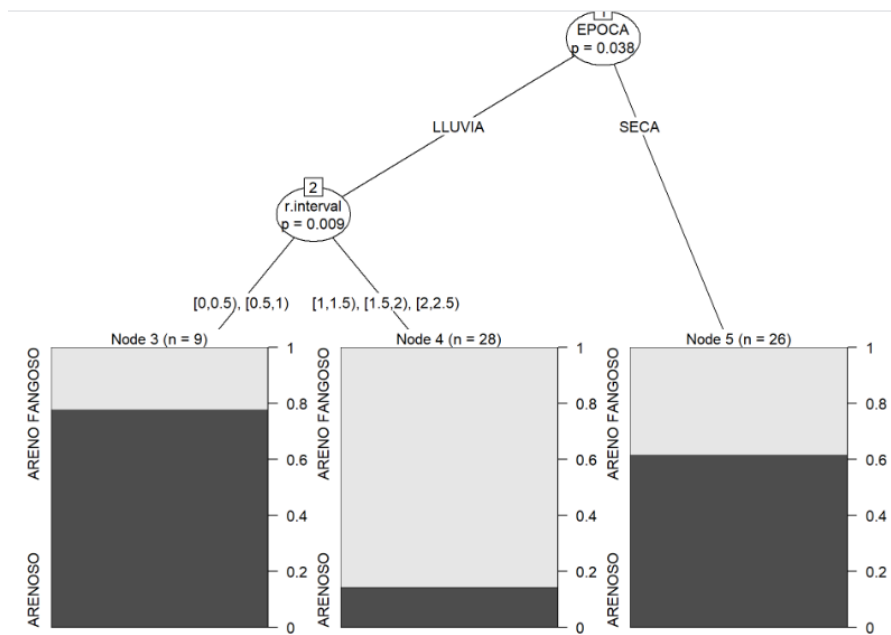 1
EPOCA
p = 0.038
LLUVIA
SECA
2
r.interval
p = 0.009
[0,0.5), [0.5,1)
[1,1.5), [1.5,2), [2,2.5)
Node 3 (n = 9)
ARENO FANGOSO
ARENOSO
1
0.8
0.6
0.4
0.2
0
Node 4 (n = 28)
ARENO FANGOSO
ARENOSO
1
0.8
0.6
0.4
0.2
0
Node 5 (n = 26)
ARENO FANGOSO
ARENOSO
1
0.8
0.6
0.4
0.2
0